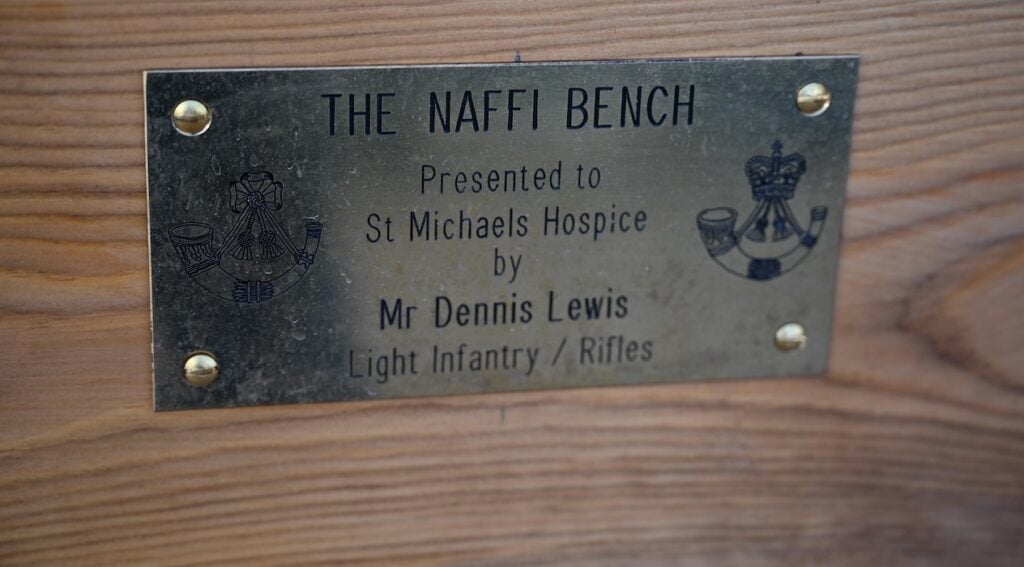 THE NAFFI BENCH
Presented to
St Michaels Hospice
by
Mr Dennis Lewis
Light Infantry / Rifles